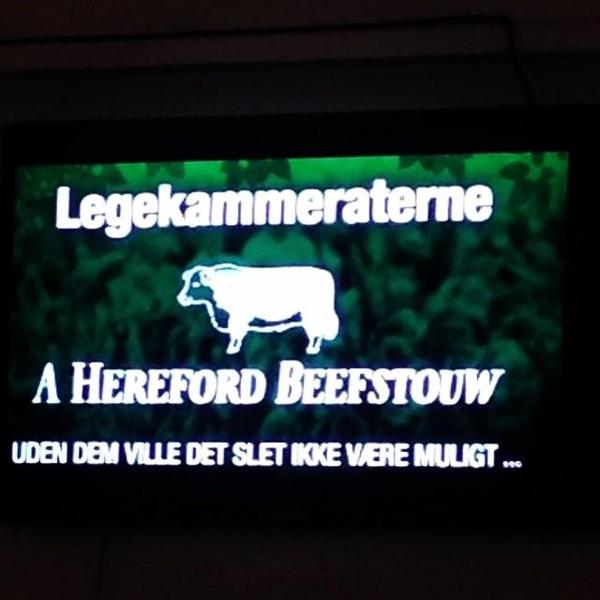 Legekammeraterne
A HEREFORD BEEFSTOUW
UDEN DEM VILLE DET SLET IKKE VÆRE MULIGT ...